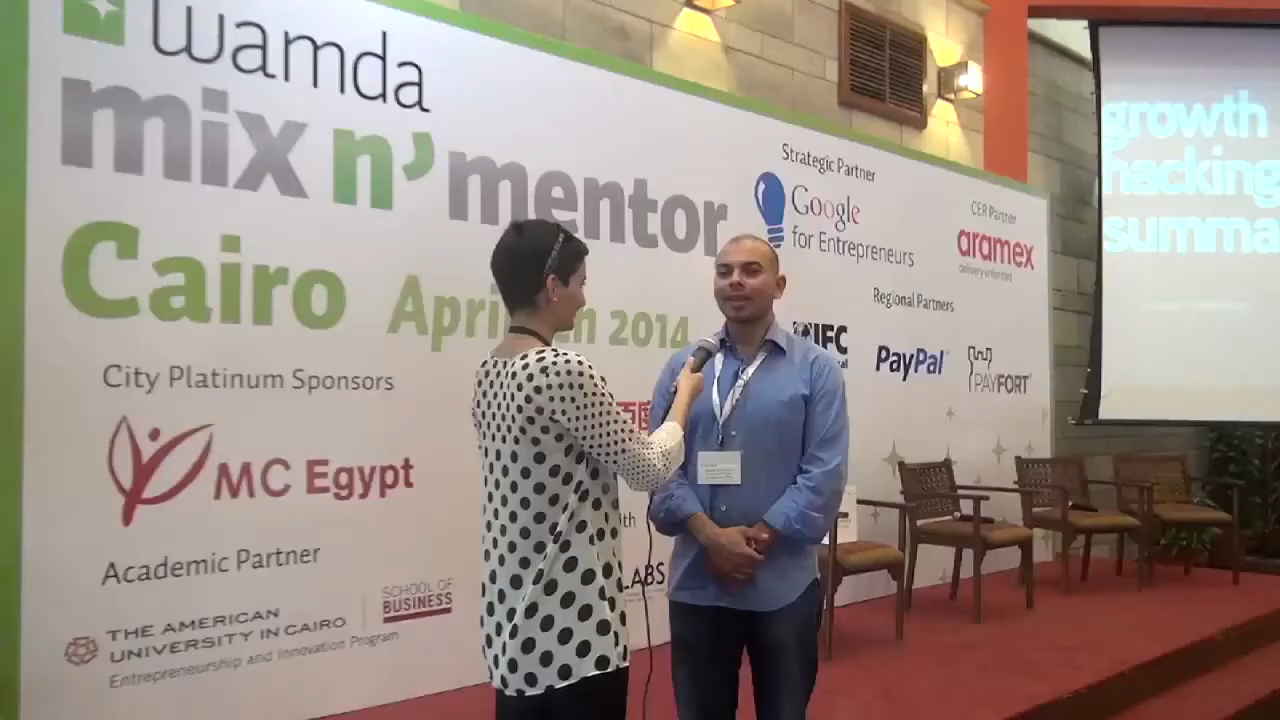 wamda
mix n' mentor
Cairo April 2014
City Platinum Sponsors
MC Egypt
Academic Partner
THE AMERICAN
UNIVERSITY IN CAIRO
SCHOOL OF
BUSINESS
Entrepreneurship and Innovation Program
Strategic Partner
Google
for Entrepreneurs
CER Partner
aramex
delivery unlimited
Regional Partners
IFC
PayPal
PAYFORT
LABS
growth
hacking
summa